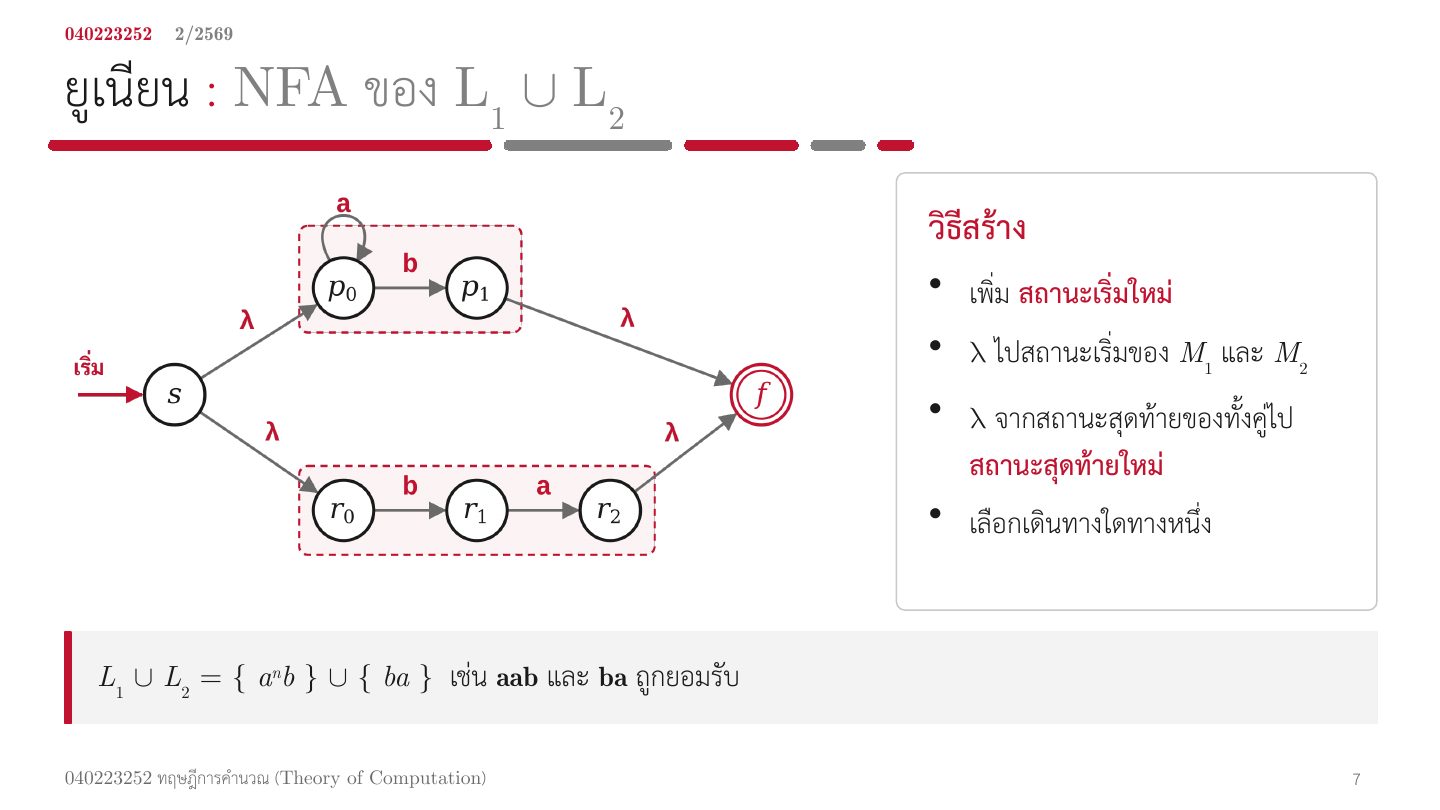 040223252 2/2569
ยูเนียน : NFA ของ L₁ ∪ L₂
a
b
p₀
p₁
λ
λ
เริ่ม
s
f
λ
λ
b
a
r₀
r₁
r₂
วิธีสร้าง
• เพิ่ม สถานะเริ่มใหม่
• λ ไปสถานะเริ่มของ M₁ และ M₂
• λ จากสถานะสุดท้ายของทั้งคู่ไป
สถานะสุดท้ายใหม่
• เลือกเดินทางใดทางหนึ่ง
L₁ ∪ L₂ = { aⁿb } ∪ { ba } เช่น aab และ ba ถูกยอมรับ
040223252 ทฤษฎีการคำนวณ (Theory of Computation)
7